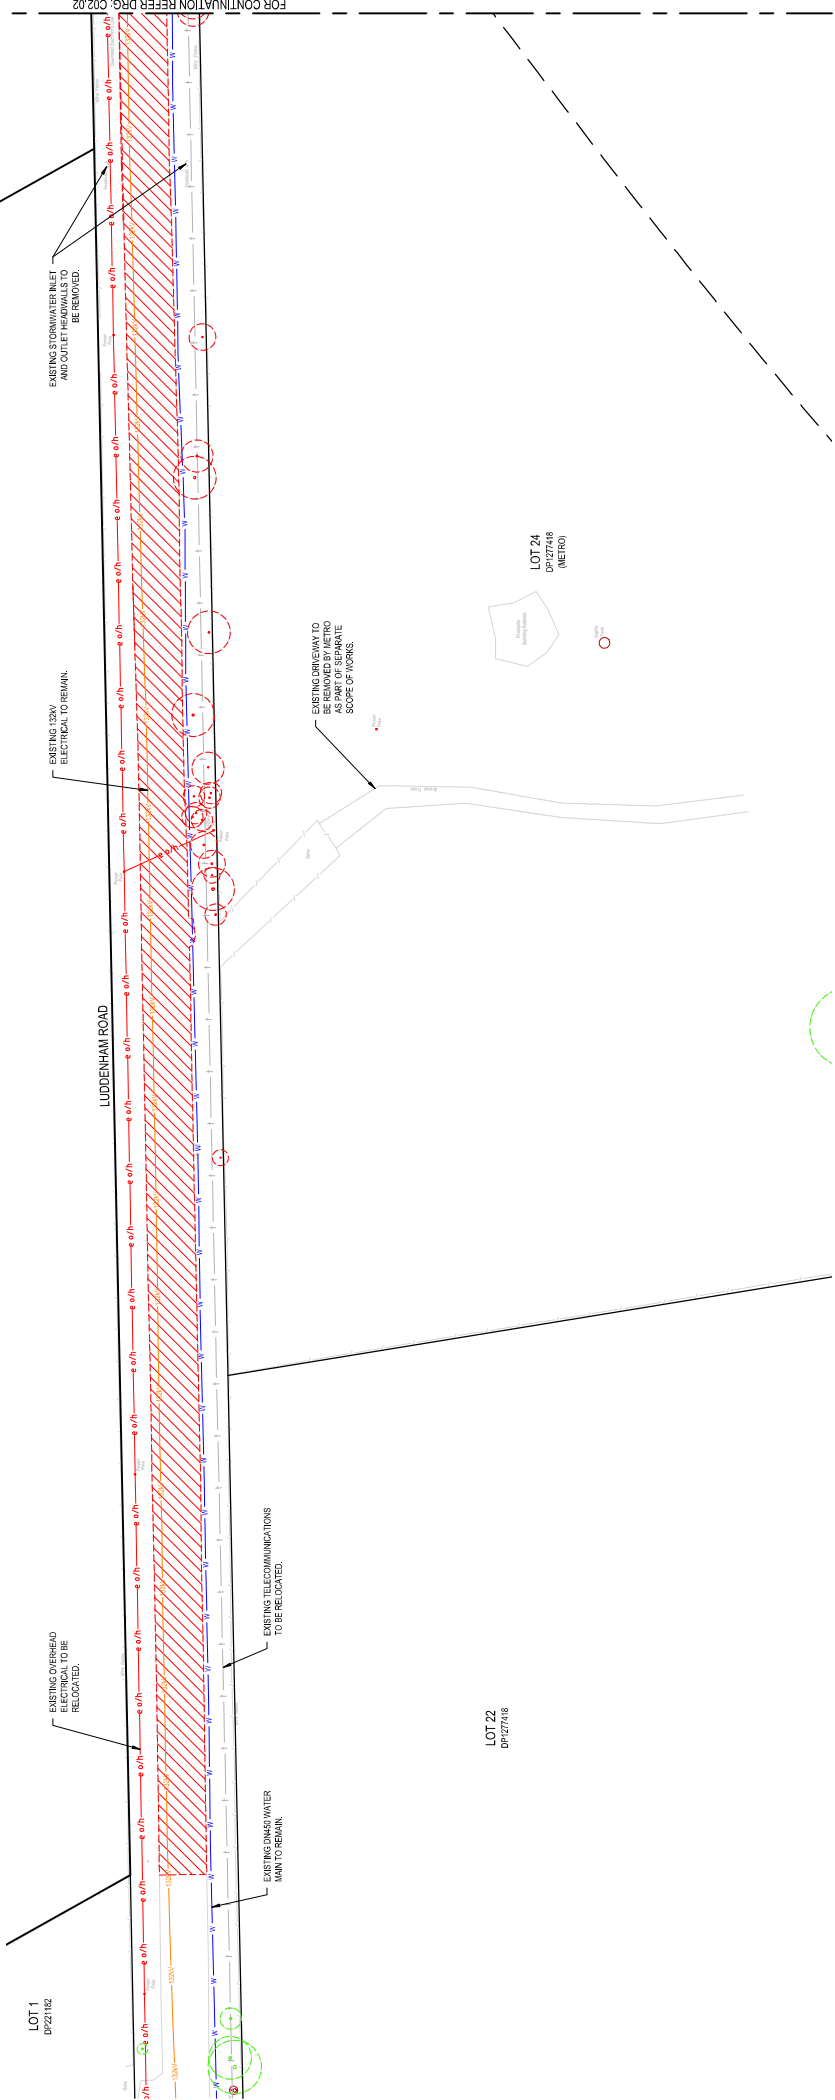 FOR CONTINUATION REFER DRG: C02.02
EXISTING STORMWATER INLET
AND OUTLET HEADWALLS TO
BE REMOVED.
EXISTING 132kV
ELECTRICAL TO REMAIN.
EXISTING DRIVEWAY TO
BE REMOVED BY METRO
AS PART OF SEPARATE
SCOPE OF WORKS.
LOT 24
DP1277418
(METRO)
LUDDENHAM ROAD
EXISTING OVERHEAD
ELECTRICAL TO BE
RELOCATED.
EXISTING TELECOMMUNICATIONS
TO BE RELOCATED.
EXISTING DN450 WATER
MAIN TO REMAIN.
LOT 22
DP1277418
LOT 1
DP221182
e o/h
132kV
W
Power
Pole